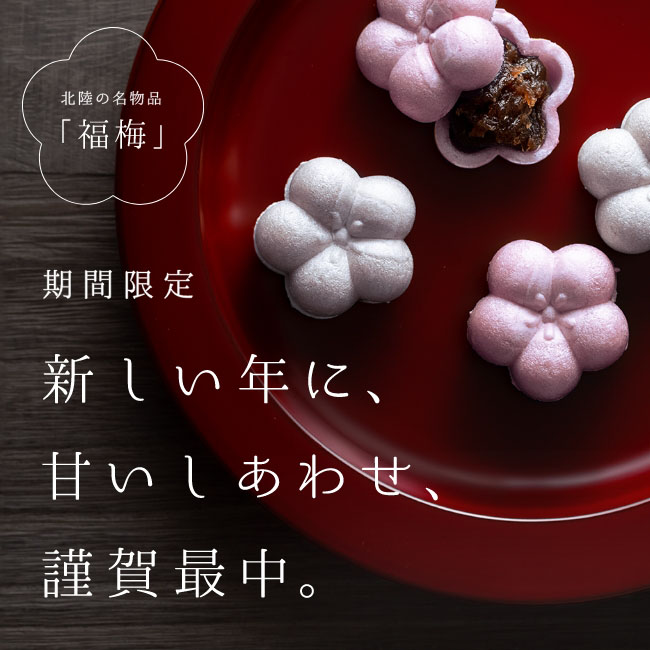 北陸の名物品
「福梅」
期間限定
新しい年に、
甘いしあわせ、
謹賀最中。